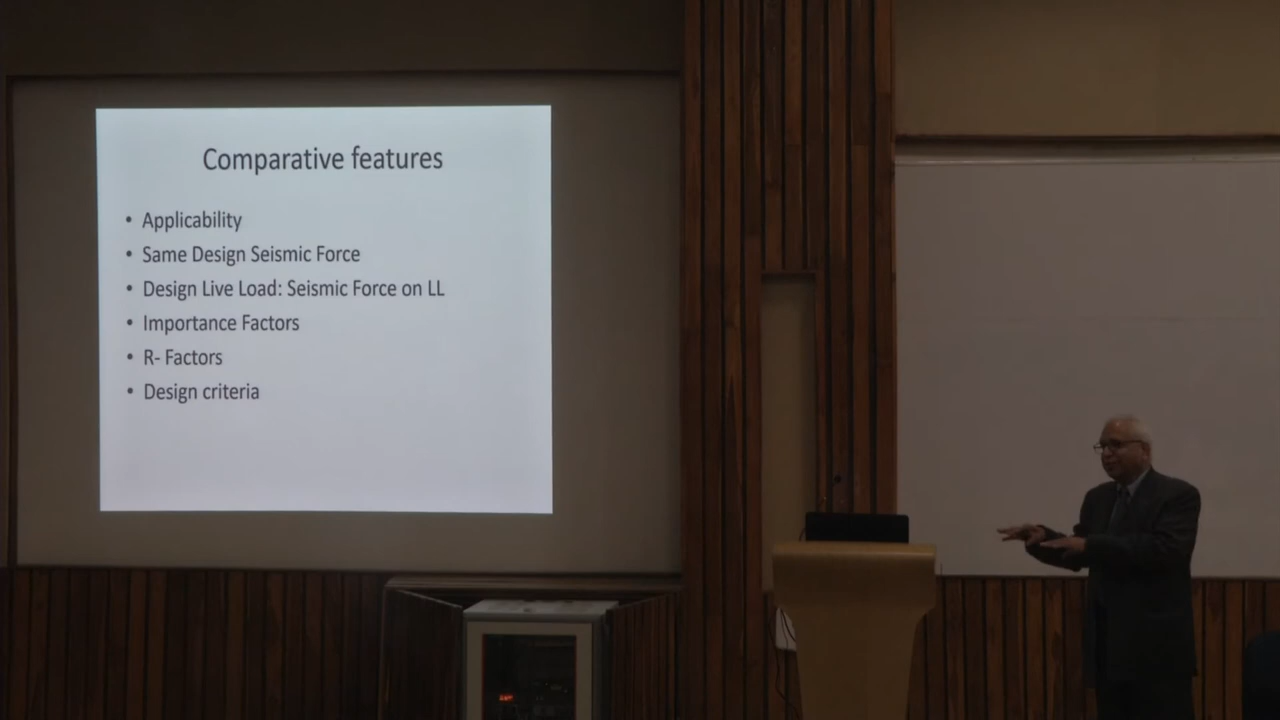 Comparative features
• Applicability
• Same Design Seismic Force
• Design Live Load: Seismic Force on LL
• Importance Factors
• R- Factors
• Design criteria